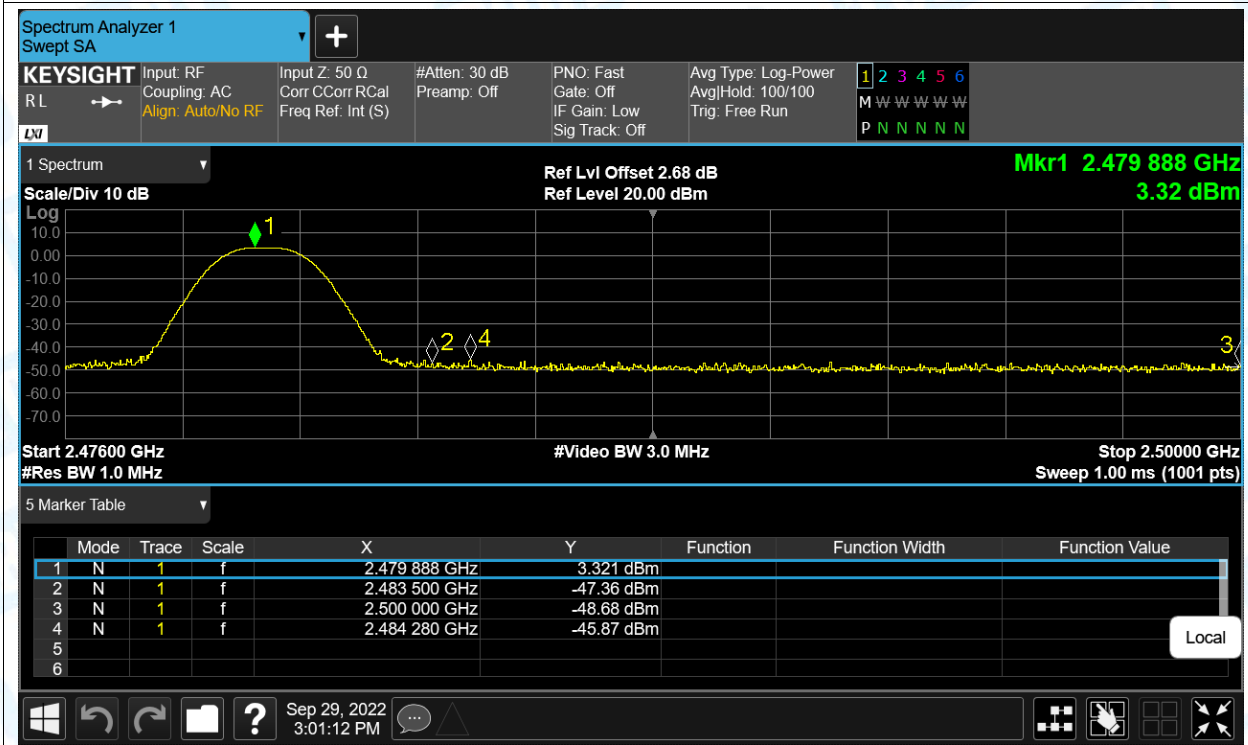 Spectrum Analyzer 1
Swept SA
KEYSIGHT
R L
LXI
Input: RF
Coupling: AC
Align: Auto/No RF
Input Z: 50 Ω
Corr CCorr RCal
Freq Ref: Int (S)
#Atten: 30 dB
Preamp: Off
PNO: Fast
Gate: Off
IF Gain: Low
Sig Track: Off
Avg Type: Log-Power
Avg|Hold: 100/100
Trig: Free Run
1 2 3 4 5 6
M W W W W W
P N N N N N
1 Spectrum
Scale/Div 10 dB
Ref Lvl Offset 2.68 dB
Ref Level 20.00 dBm
Mkr1 2.479 888 GHz
3.32 dBm
Log
10.0
0.00
-10.0
-20.0
-30.0
-40.0
-50.0
-60.0
-70.0
1
2
4
3
Start 2.47600 GHz
#Res BW 1.0 MHz
#Video BW 3.0 MHz
Stop 2.50000 GHz
Sweep 1.00 ms (1001 pts)
5 Marker Table
Mode Trace Scale X Y Function Function Width Function Value
1 N 1 f 2.479 888 GHz 3.321 dBm
2 N 1 f 2.483 500 GHz -47.36 dBm
3 N 1 f 2.500 000 GHz -48.68 dBm
4 N 1 f 2.484 280 GHz -45.87 dBm
5
6
Local
?
Sep 29, 2022
3:01:12 PM